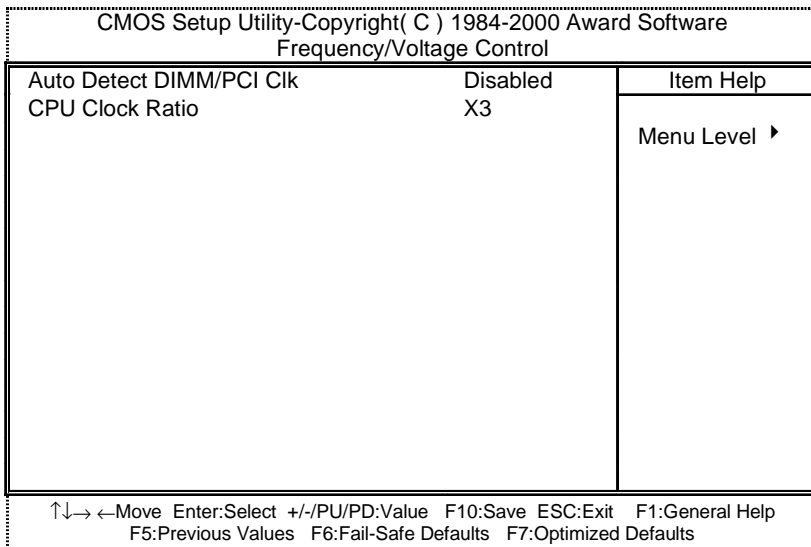 CMOS Setup Utility-Copyright( C ) 1984-2000 Award Software
Frequency/Voltage Control
Auto Detect DIMM/PCI Clk Disabled Item Help
CPU Clock Ratio X3
Menu Level ▶
↑↓→ ←Move Enter:Select +/-/PU/PD:Value F10:Save ESC:Exit F1:General Help
F5:Previous Values F6:Fail-Safe Defaults F7:Optimized Defaults